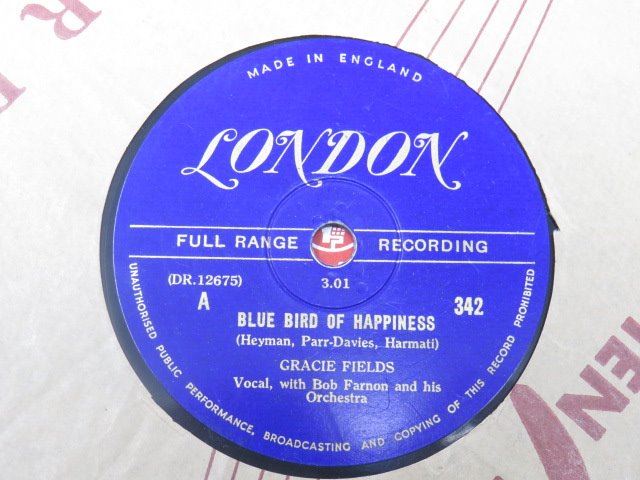 MADE IN ENGLAND
LONDON
FULL RANGE RECORDING
(DR.12675) 3.01
A 342
BLUE BIRD OF HAPPINESS
(Heyman, Parr-Davies, Harmati)
GRACIE FIELDS
Vocal, with Bob Farnon and his
Orchestra
UNAUTHORISED PUBLIC PERFORMANCE, BROADCASTING AND COPYING OF THIS RECORD PROHIBITED